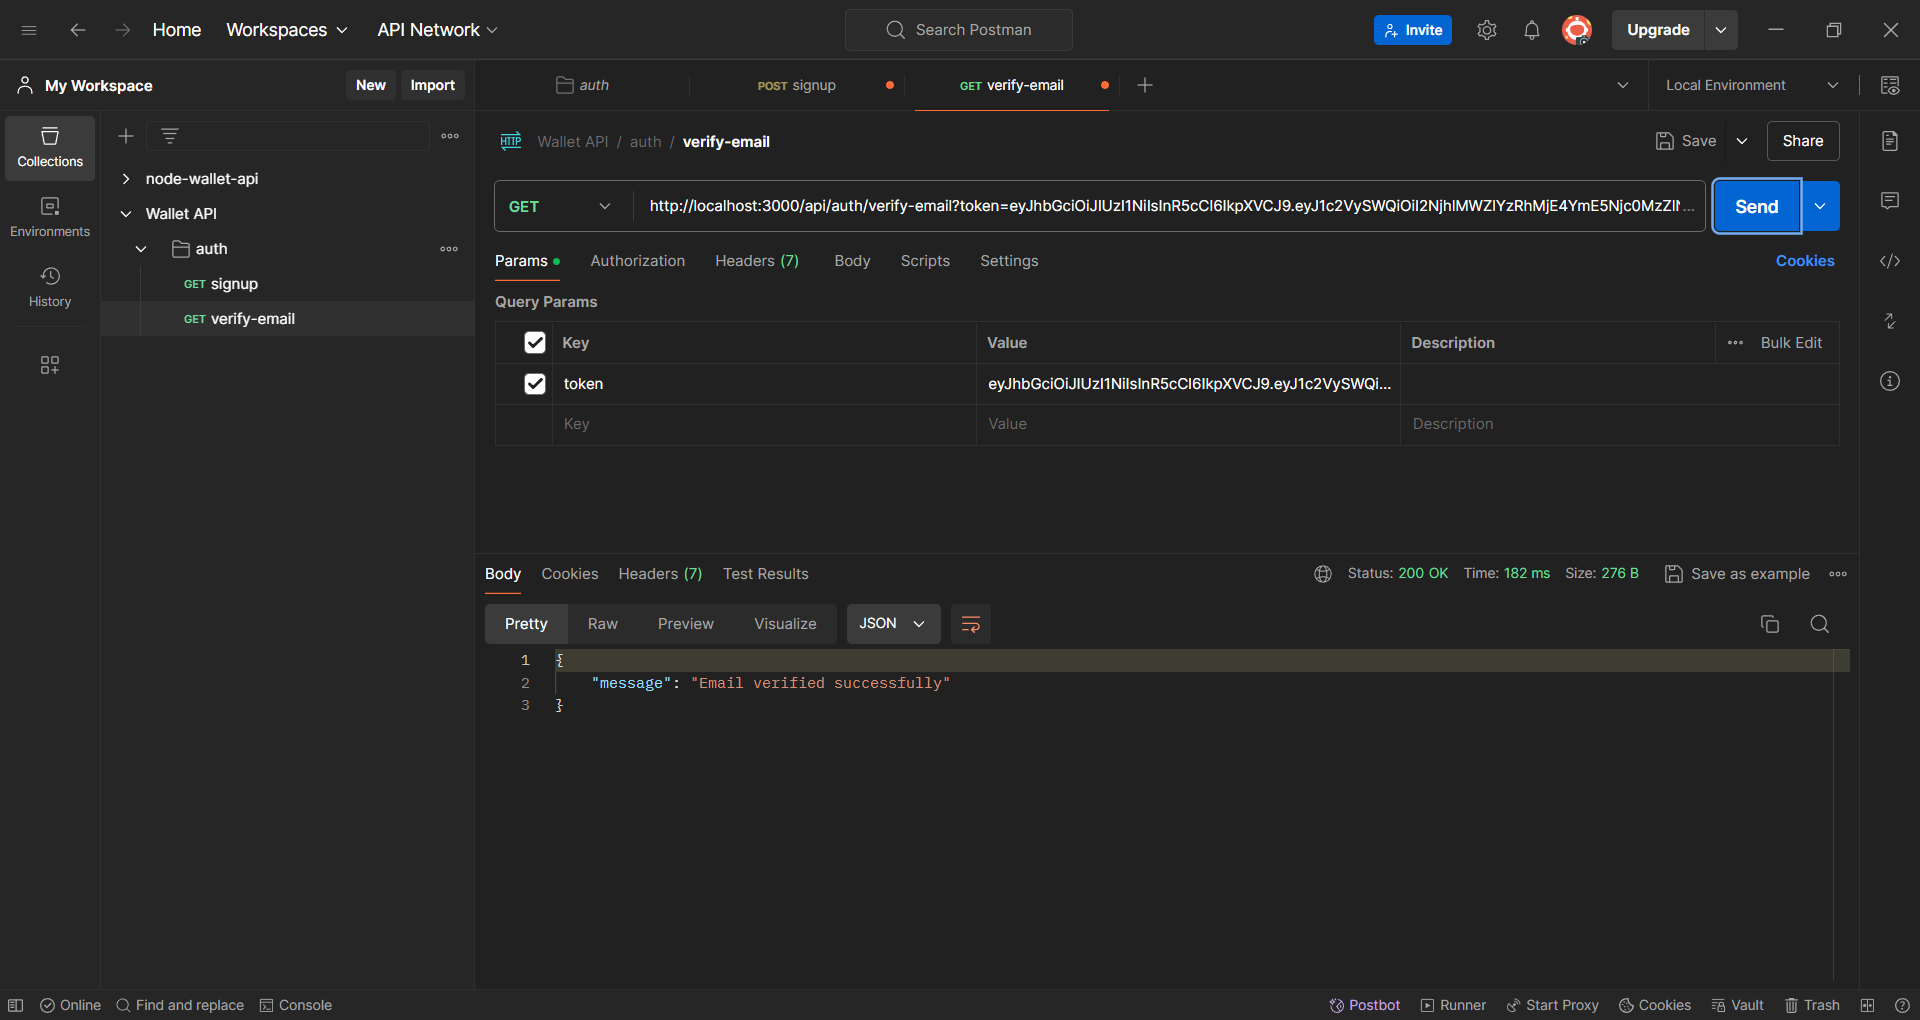 Home Workspaces API Network Search Postman Invite Upgrade
My Workspace New Import auth POST signup GET verify-email Local Environment
Collections
Environments
History
node-wallet-api
Wallet API
auth
GET signup
GET verify-email
HTTP Wallet API / auth / verify-email Save Share
GET http://localhost:3000/api/auth/verify-email?token=eyJhbGciOiJIUzI1NiIsInR5cCI6IkpXVCJ9.eyJ1c2VySWQiOiI2NjhlMWZlYzRhMjE4YmE5Njc0MzZlN... Send
Params Authorization Headers (7) Body Scripts Settings Cookies
Query Params
Key Value Description Bulk Edit
token eyJhbGciOiJIUzI1NiIsInR5cCI6IkpXVCJ9.eyJ1c2VySWQi...
Key Value Description
Body Cookies Headers (7) Test Results Status: 200 OK Time: 182 ms Size: 276 B Save as example
Pretty Raw Preview Visualize JSON
1 {
2 "message": "Email verified successfully"
3 }
Online Find and replace Console Postbot Runner Start Proxy Cookies Vault Trash